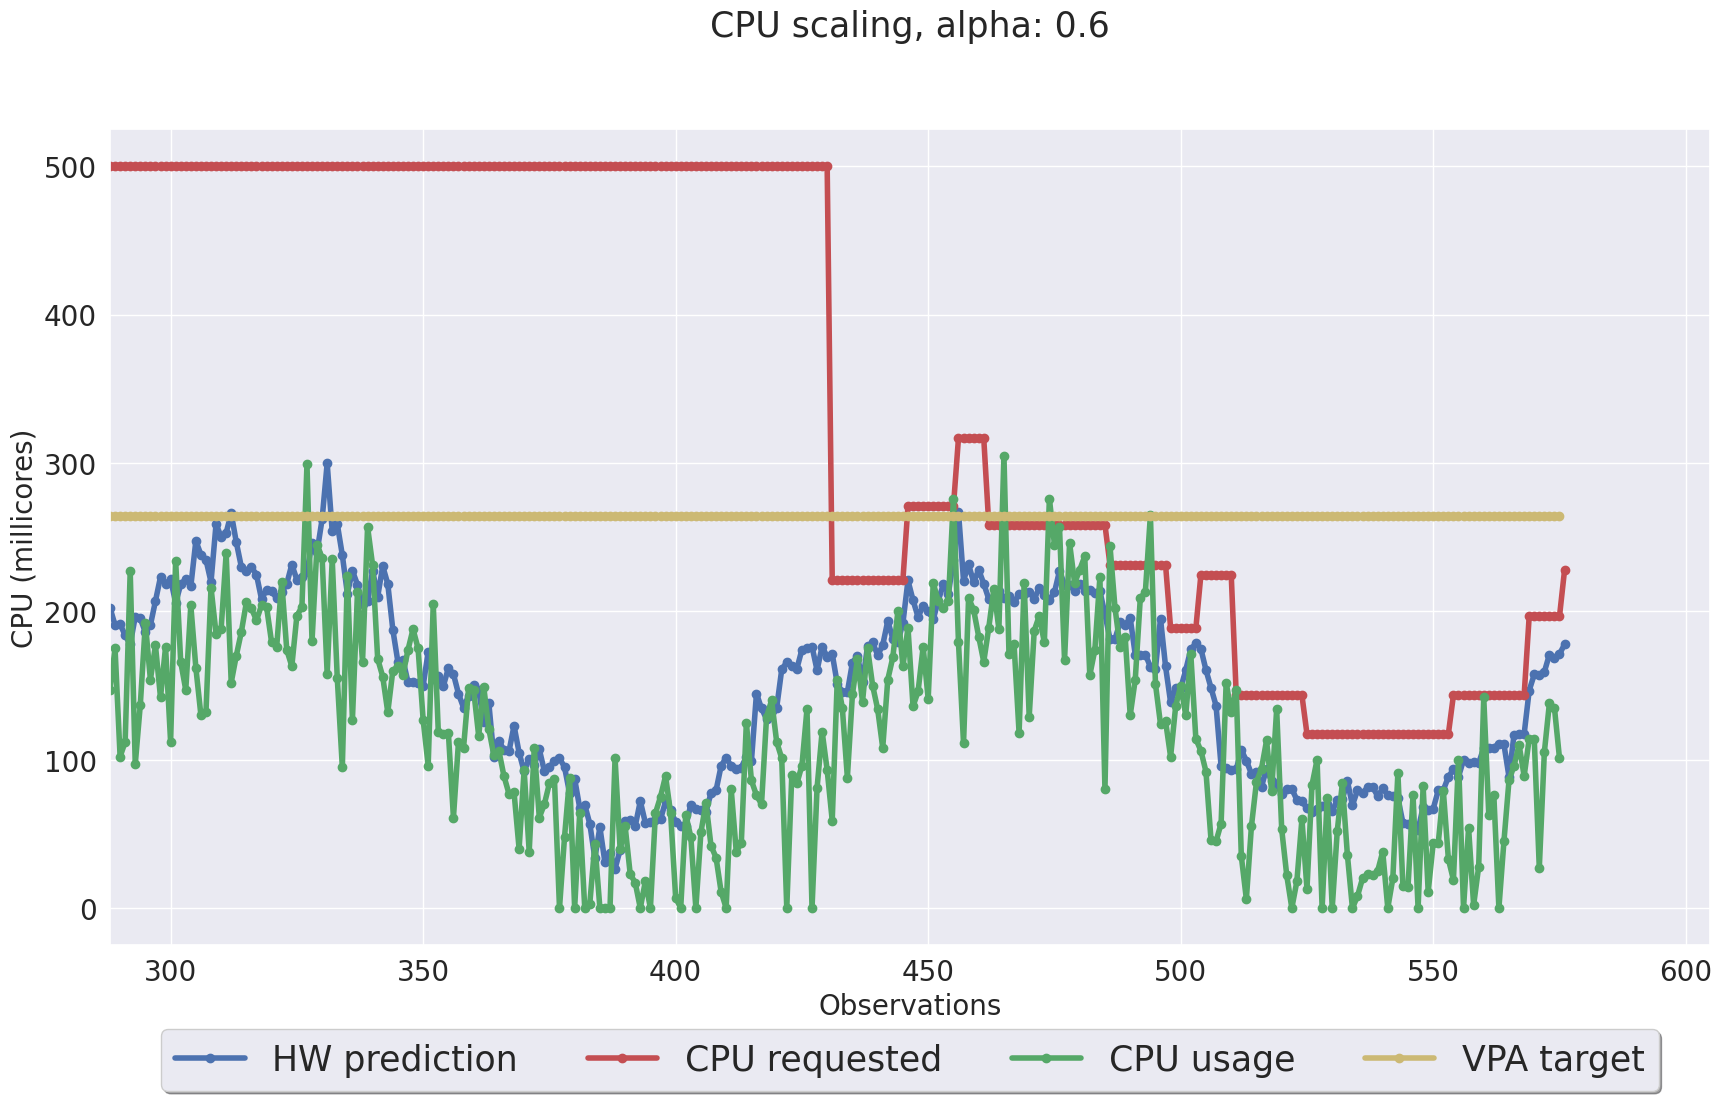 CPU scaling, alpha: 0.6
CPU (millicores)
500
400
300
200
100
0
300 350 400 450 500 550 600
Observations
HW prediction CPU requested CPU usage VPA target